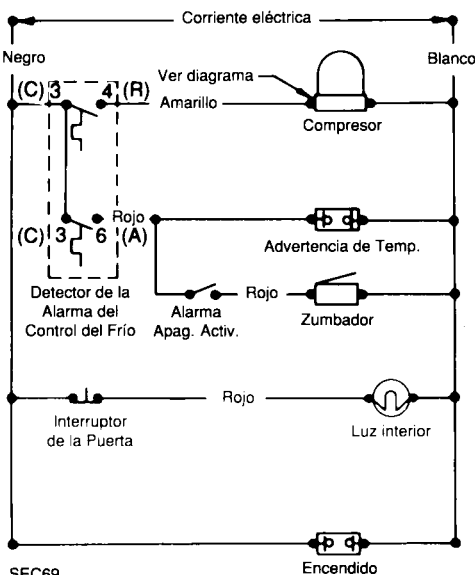 Corriente eléctrica
Negro
Blanco
Ver diagrama
(C) 3 4 (R) Amarillo
Compresor
(C) 3 6 (A) Rojo
Advertencia de Temp.
Detector de la
Alarma del
Control del Frío
Alarma
Apag. Activ.
Rojo
Zumbador
Rojo
Interruptor
de la Puerta
Luz interior
SEC69
Encendido